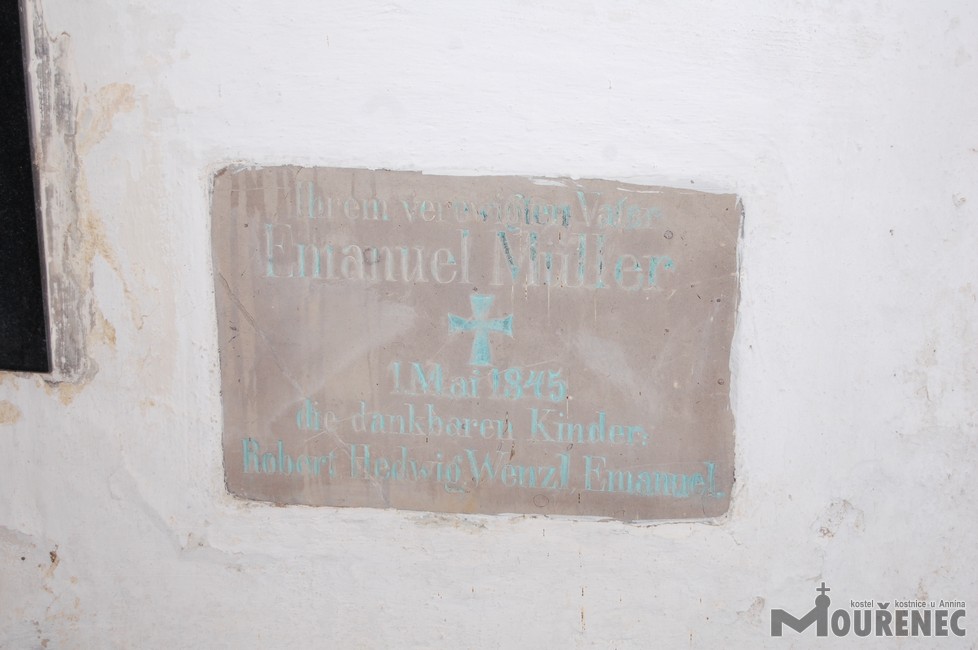 Ihrem verewigten Vater
Emanuel Müller
1. Mai 1845.
die dankbaren Kinder,
Robert Hedwig, Wenzl, Emanuel.
kostel kostnice u Annina
MOUŘENEC